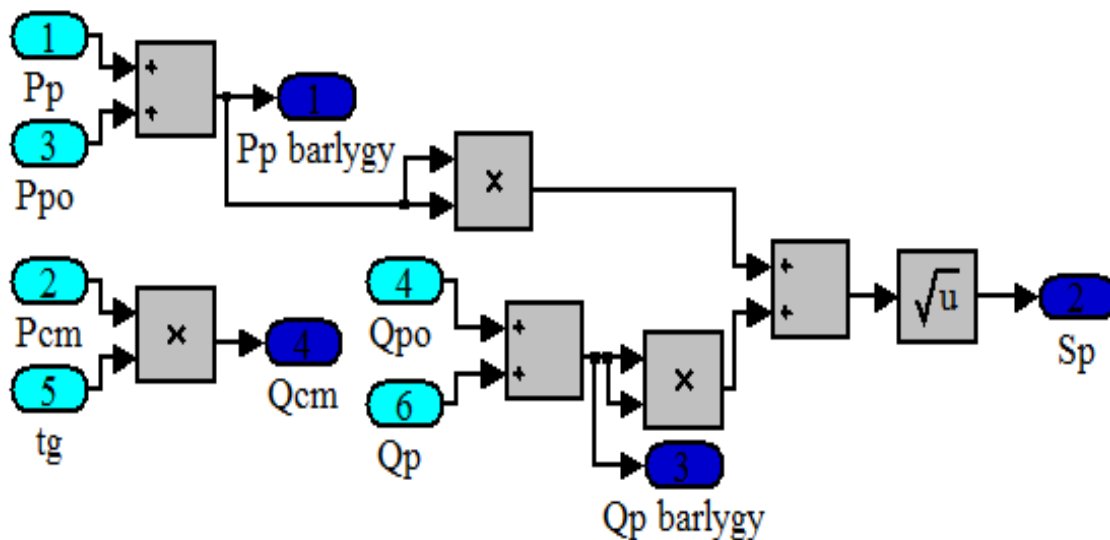 1
Pp
+
+
3
Ppo
1
Pp barlygy
×
2
Pcm
×
5
tg
4
Qcm
4
Qpo
+
+
6
Qp
×
3
Qp barlygy
+
+
√u
2
Sp